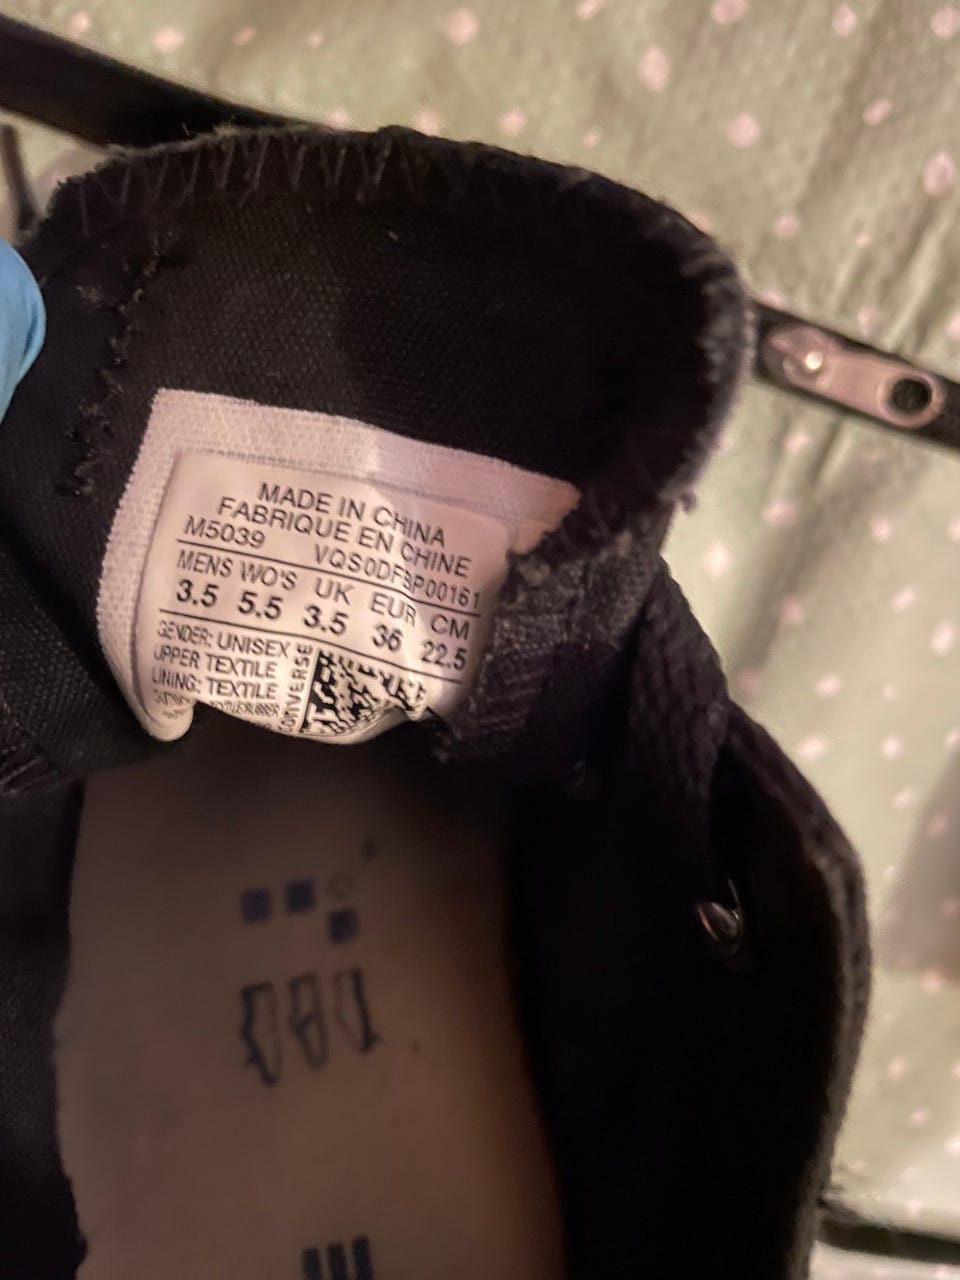 MADE IN CHINA
FABRIQUE EN CHINE
M5039 VQS0DFBP00161
MENS WO'S UK EUR CM
3.5 5.5 3.5 36 22.5
GENDER: UNISEX
UPPER TEXTILE
LINING: TEXTILE
CONVERSE